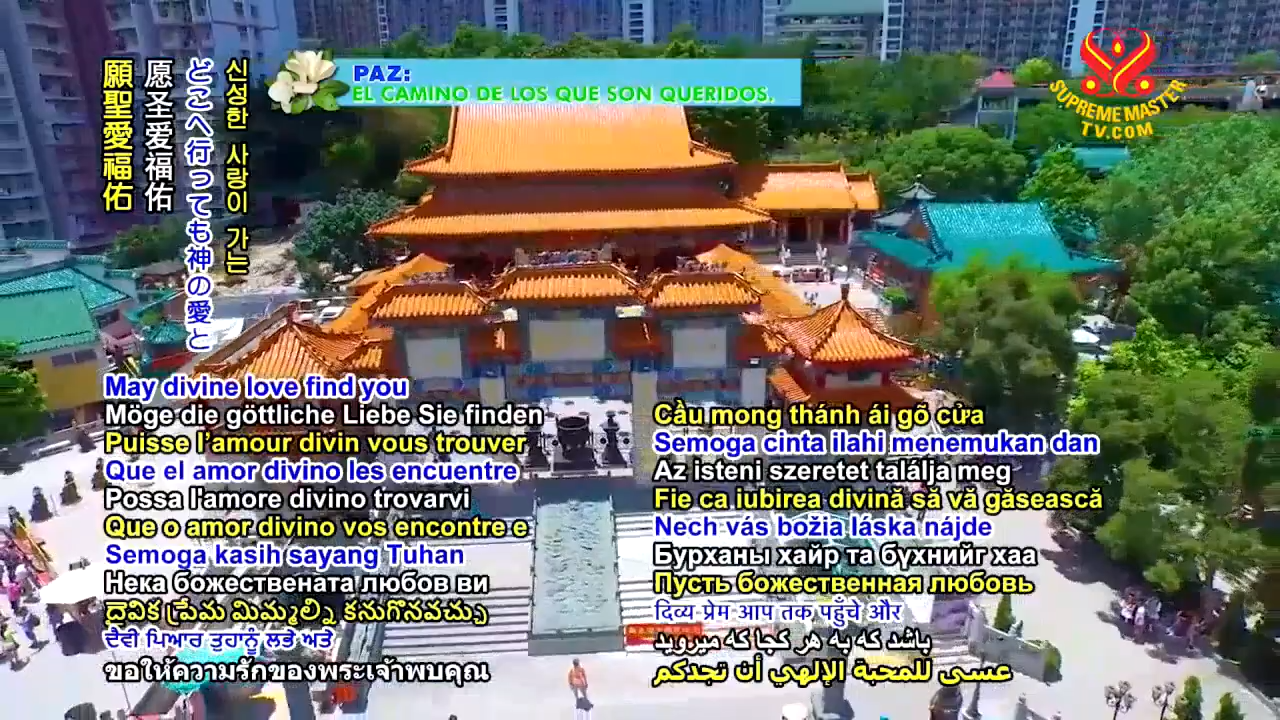 願聖愛福佑
愿圣爱福佑
どこへ行っても神の愛と
신성한 사랑이 가는
PAZ:
EL CAMINO DE LOS QUE SON QUERIDOS.
SUPREME MASTER
TV.COM
May divine love find you
Möge die göttliche Liebe Sie finden
Puisse l’amour divin vous trouver
Que el amor divino les encuentre
Possa l'amore divino trovarvi
Que o amor divino vos encontre e
Semoga kasih sayang Tuhan
Нека божествената любов ви
దైవిక ప్రేమ మిమ్మల్ని కనుగొనవచ్చు
ਦੈਵੀ ਪਿਆਰ ਤੁਹਾਨੂੰ ਲਭੇ ਅਤੇ
ขอให้ความรักของพระเจ้าพบคุณ
Cầu mong thánh ái gõ cửa
Semoga cinta ilahi menemukan dan
Az isteni szeretet találja meg
Fie ca iubirea divină să vă găsească
Nech vás božia láska nájde
Бурханы хайр та бүхнийг хаа
Пусть божественная любовь
दिव्य प्रेम आप तक पहुँचे और
باشد که به هر کجا که میروید
عسى للمحبة الإلهي أن تجدكم